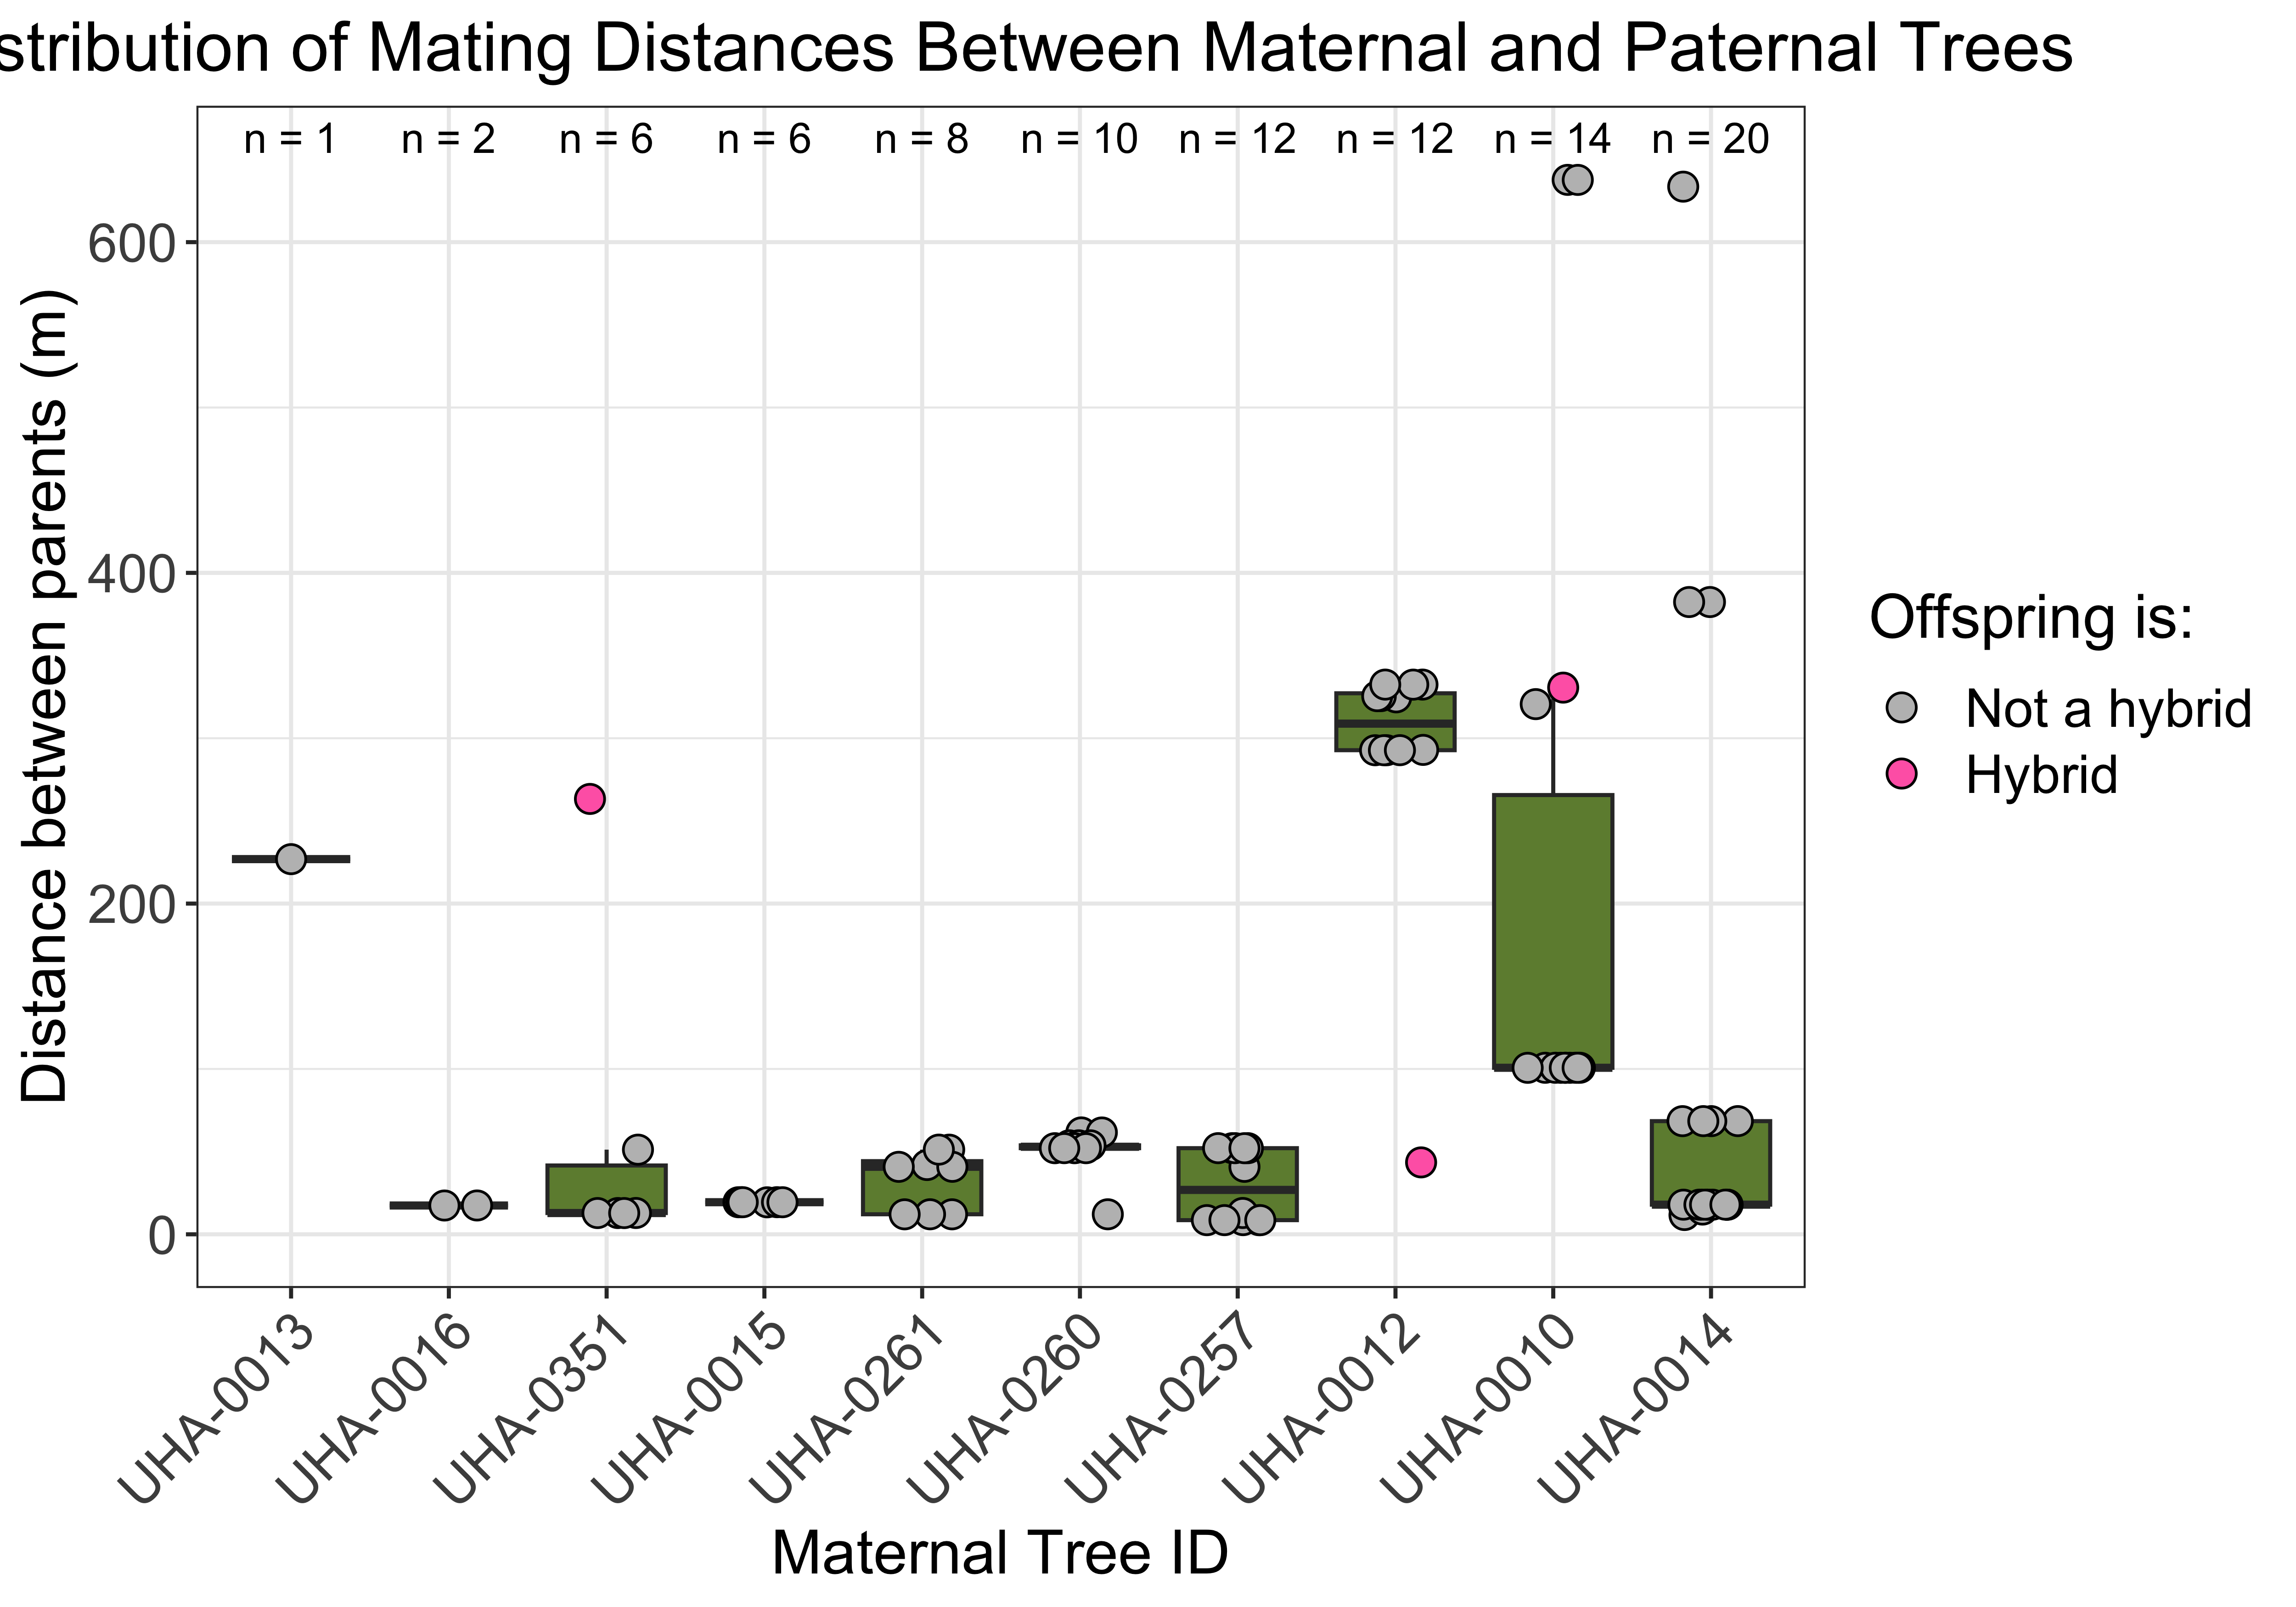 stribution of Mating Distances Between Maternal and Paternal Trees
n = 1 n = 2 n = 6 n = 6 n = 8 n = 10 n = 12 n = 12 n = 14 n = 20
600
400
200
0
Distance between parents (m)
UHA-0013 UHA-0016 UHA-0351 UHA-0015 UHA-0261 UHA-0260 UHA-0257 UHA-0012 UHA-0010 UHA-0014
Maternal Tree ID
Offspring is:
Not a hybrid
Hybrid